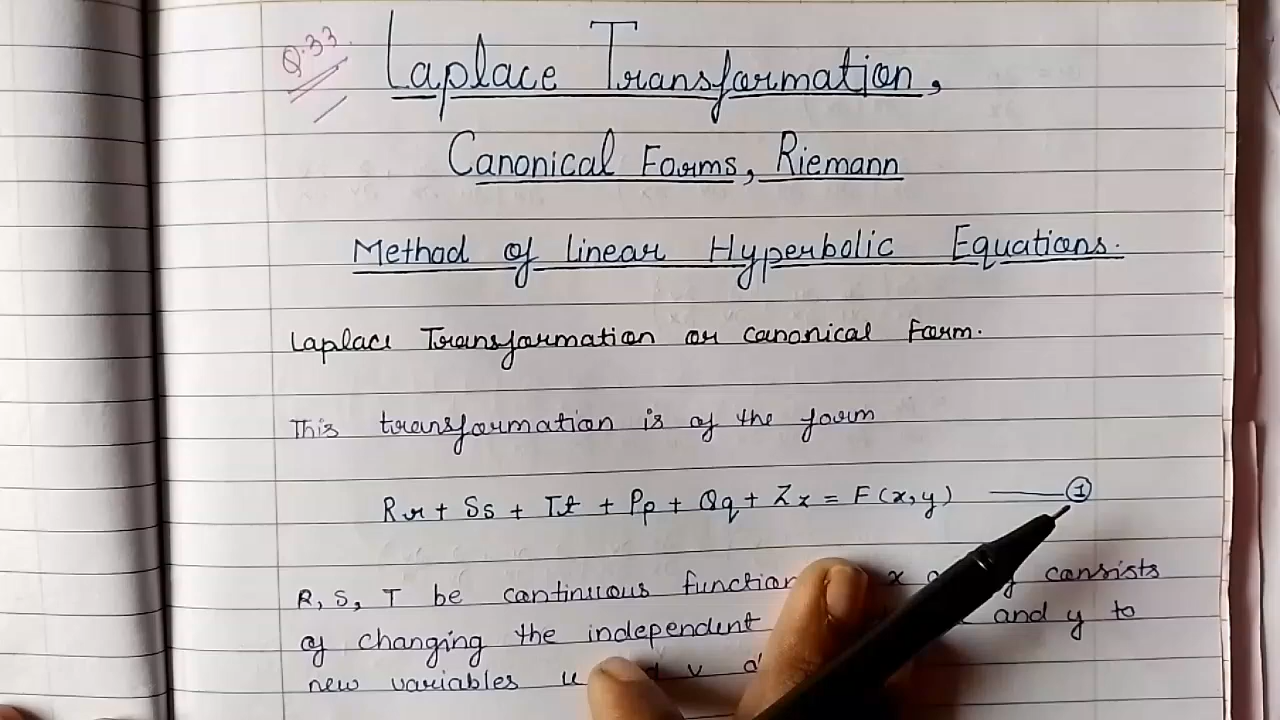 Q.33.
Laplace Transformation,
Canonical Forms, Riemann
Method of linear Hyperbolic Equations.
Laplace Transformation or canonical Form.
This transformation is of the form
Rr + Ss + Tt + Pp + Qq + Zx = F(x,y) —— ①
R, S, T be continuous function x consists
of changing the independent and y to
new variables u v